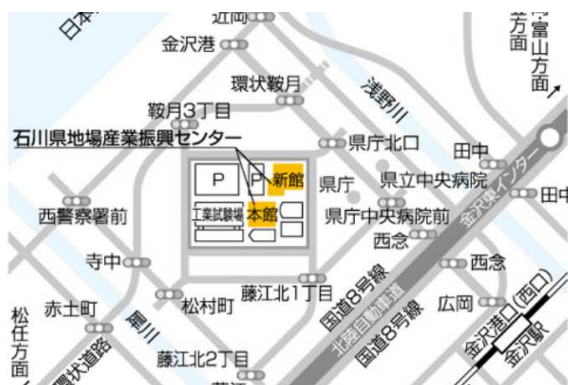 近岡
日本
金沢港
環状鞍月
浅野川
富山方面
鞍月3丁目
石川県地場産業振興センター
県庁北口
田中
P
P
新館
県庁
県立中央病院
金沢東インター
田中
工業試験場
本館
県庁中央病院前
西警察署前
西念
寺中
西念
藤江北1丁目
国道8号線
北陸自動車道
国道8号線
松村町
広岡
金沢港口(西口)
金沢駅
松任方面
赤土町
犀川
環状道路
藤江北2丁目